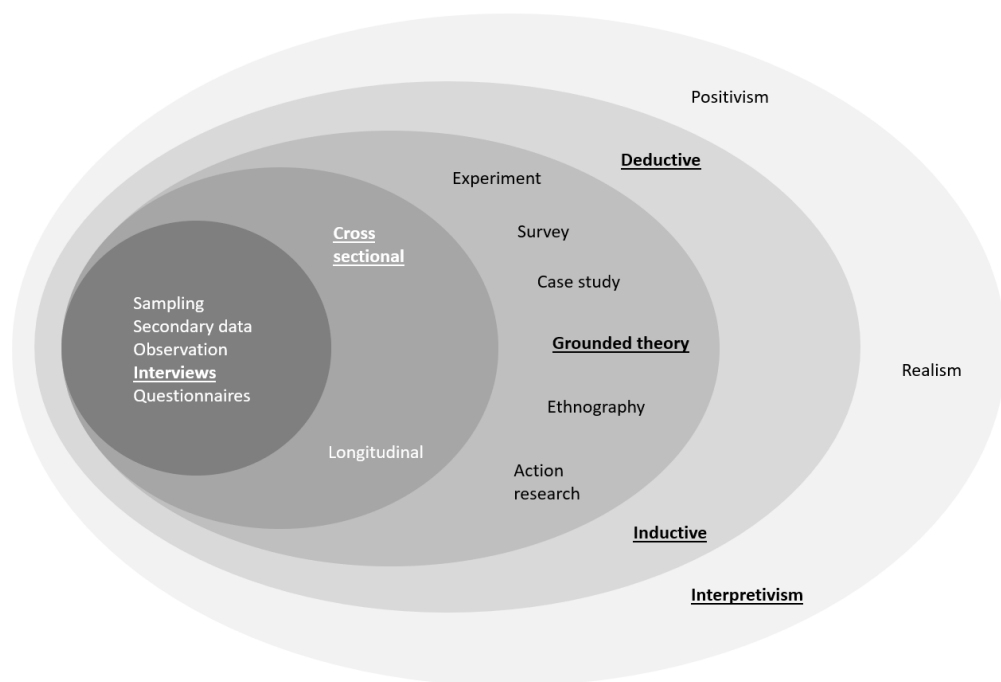 Positivism
Deductive
Experiment
Survey
Cross
sectional
Case study
Sampling
Secondary data
Observation
Interviews
Questionnaires
Grounded theory
Realism
Ethnography
Longitudinal
Action
research
Inductive
Interpretivism